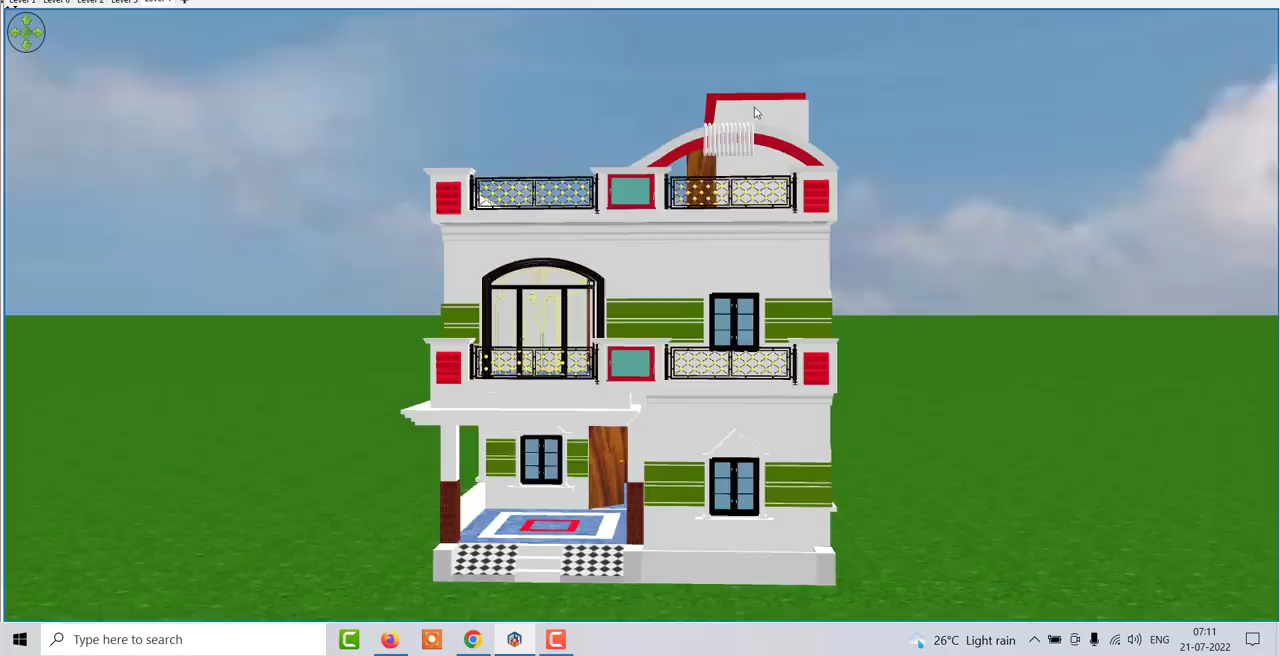 Type here to search
26°C Light rain
ENG
07:11
21-07-2022